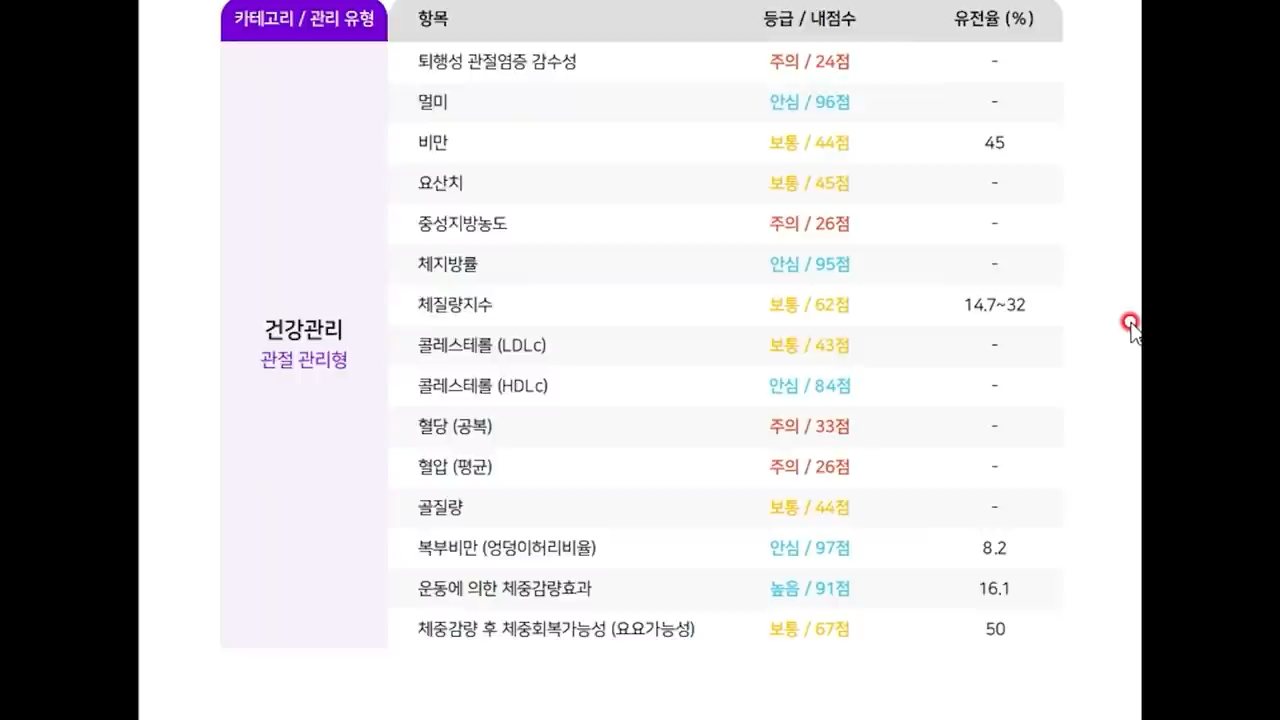 카테고리 / 관리 유형 항목 등급 / 내점수 유전율 (%)
퇴행성 관절염증 감수성 주의 / 24점 -
멀미 안심 / 96점 -
비만 보통 / 44점 45
요산치 보통 / 45점 -
중성지방농도 주의 / 26점 -
체지방률 안심 / 95점 -
체질량지수 보통 / 62점 14.7~32
건강관리
관절 관리형
콜레스테롤 (LDLc) 보통 / 43점 -
콜레스테롤 (HDLc) 안심 / 84점 -
혈당 (공복) 주의 / 33점 -
혈압 (평균) 주의 / 26점 -
골질량 보통 / 44점 -
복부비만 (엉덩이허리비율) 안심 / 97점 8.2
운동에 의한 체중감량효과 높음 / 91점 16.1
체중감량 후 체중회복가능성 (요요가능성) 보통 / 67점 50